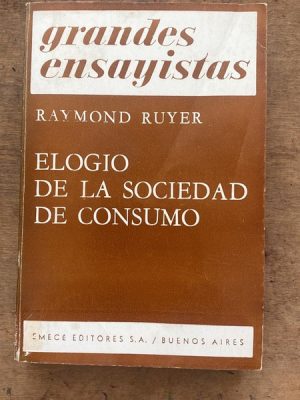 grandes
ensayistas
RAYMOND RUYER
ELOGIO
DE LA SOCIEDAD
DE CONSUMO
EMECE EDITORES S.A. / BUENOS AIRES